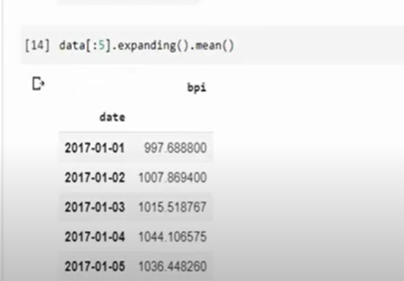 [14] data[:5].expanding().mean()
bpi
date
2017-01-01 997.688800
2017-01-02 1007.869400
2017-01-03 1015.518767
2017-01-04 1044.106575
2017-01-05 1036.448260